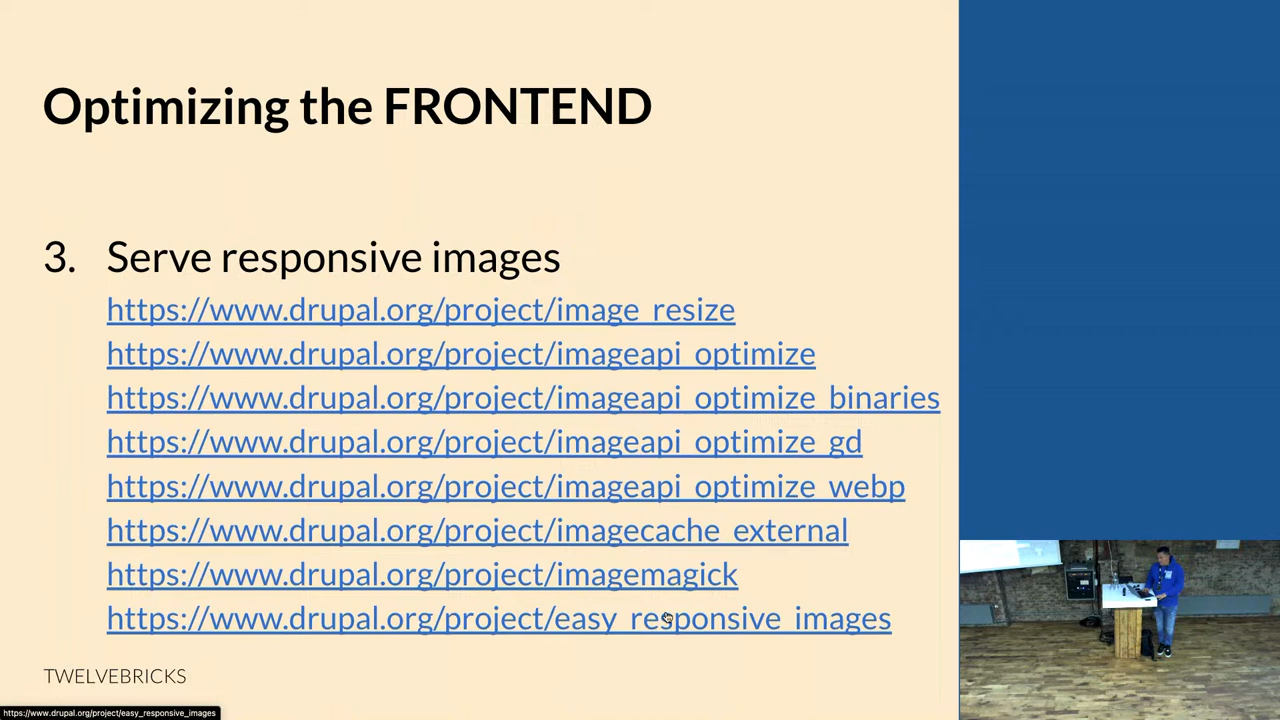 Optimizing the FRONTEND
3. Serve responsive images
https://www.drupal.org/project/image_resize
https://www.drupal.org/project/imageapi_optimize
https://www.drupal.org/project/imageapi_optimize_binaries
https://www.drupal.org/project/imageapi_optimize_gd
https://www.drupal.org/project/imageapi_optimize_webp
https://www.drupal.org/project/imagecache_external
https://www.drupal.org/project/imagemagick
https://www.drupal.org/project/easy_responsive_images
TWELVEBRICKS
https://www.drupal.org/project/easy_responsive_images